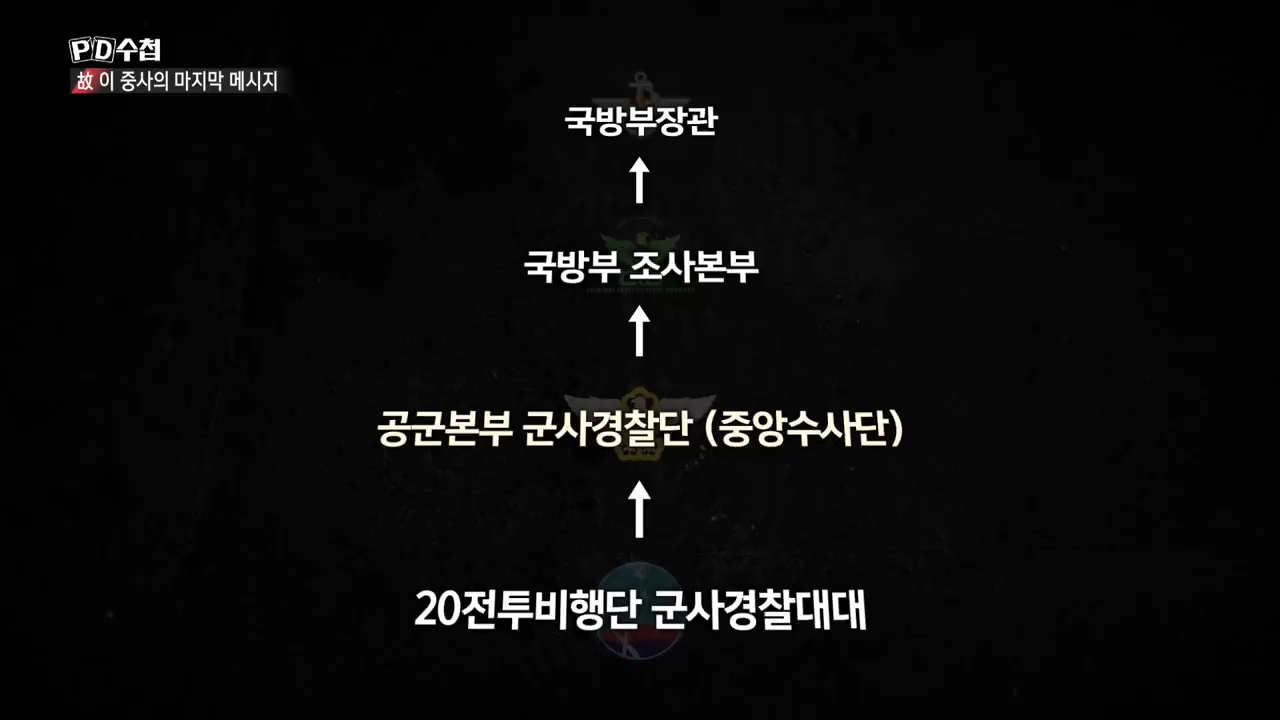 PD수첩
故 이 중사의 마지막 메시지
국방부장관
국방부 조사본부
공군본부 군사경찰단 (중앙수사단)
20전투비행단 군사경찰대대